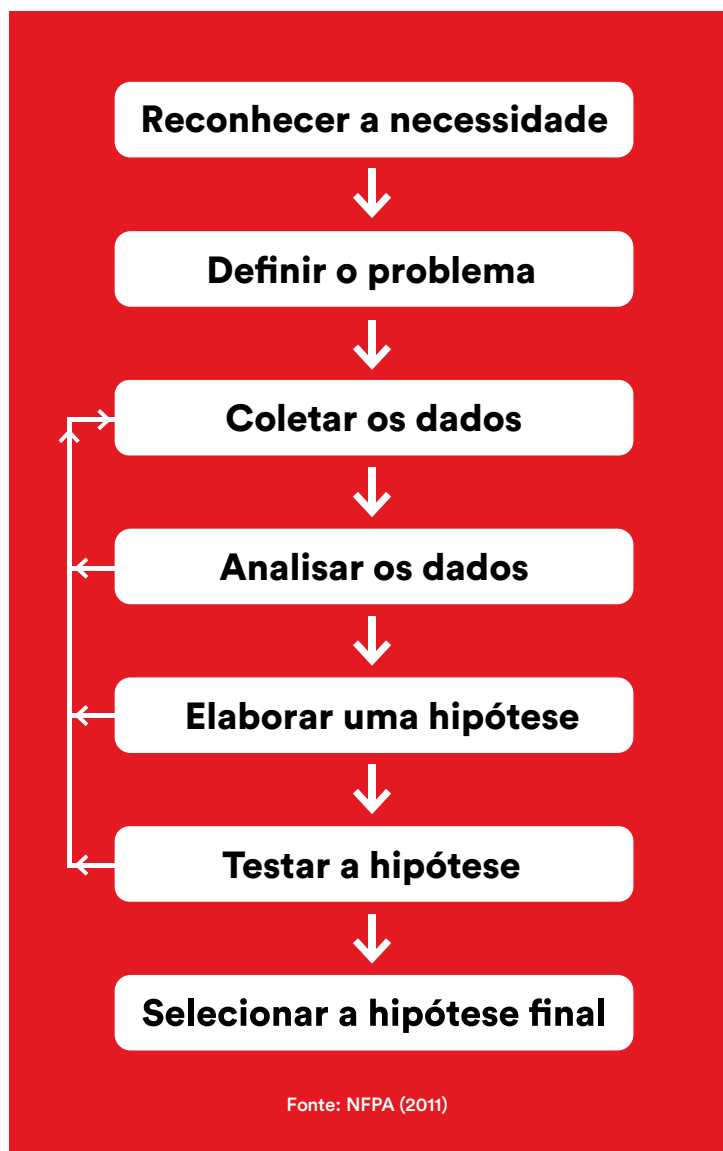 Reconhecer a necessidade
Definir o problema
Coletar os dados
Analisar os dados
Elaborar uma hipótese
Testar a hipótese
Selecionar a hipótese final
Fonte: NFPA (2011)